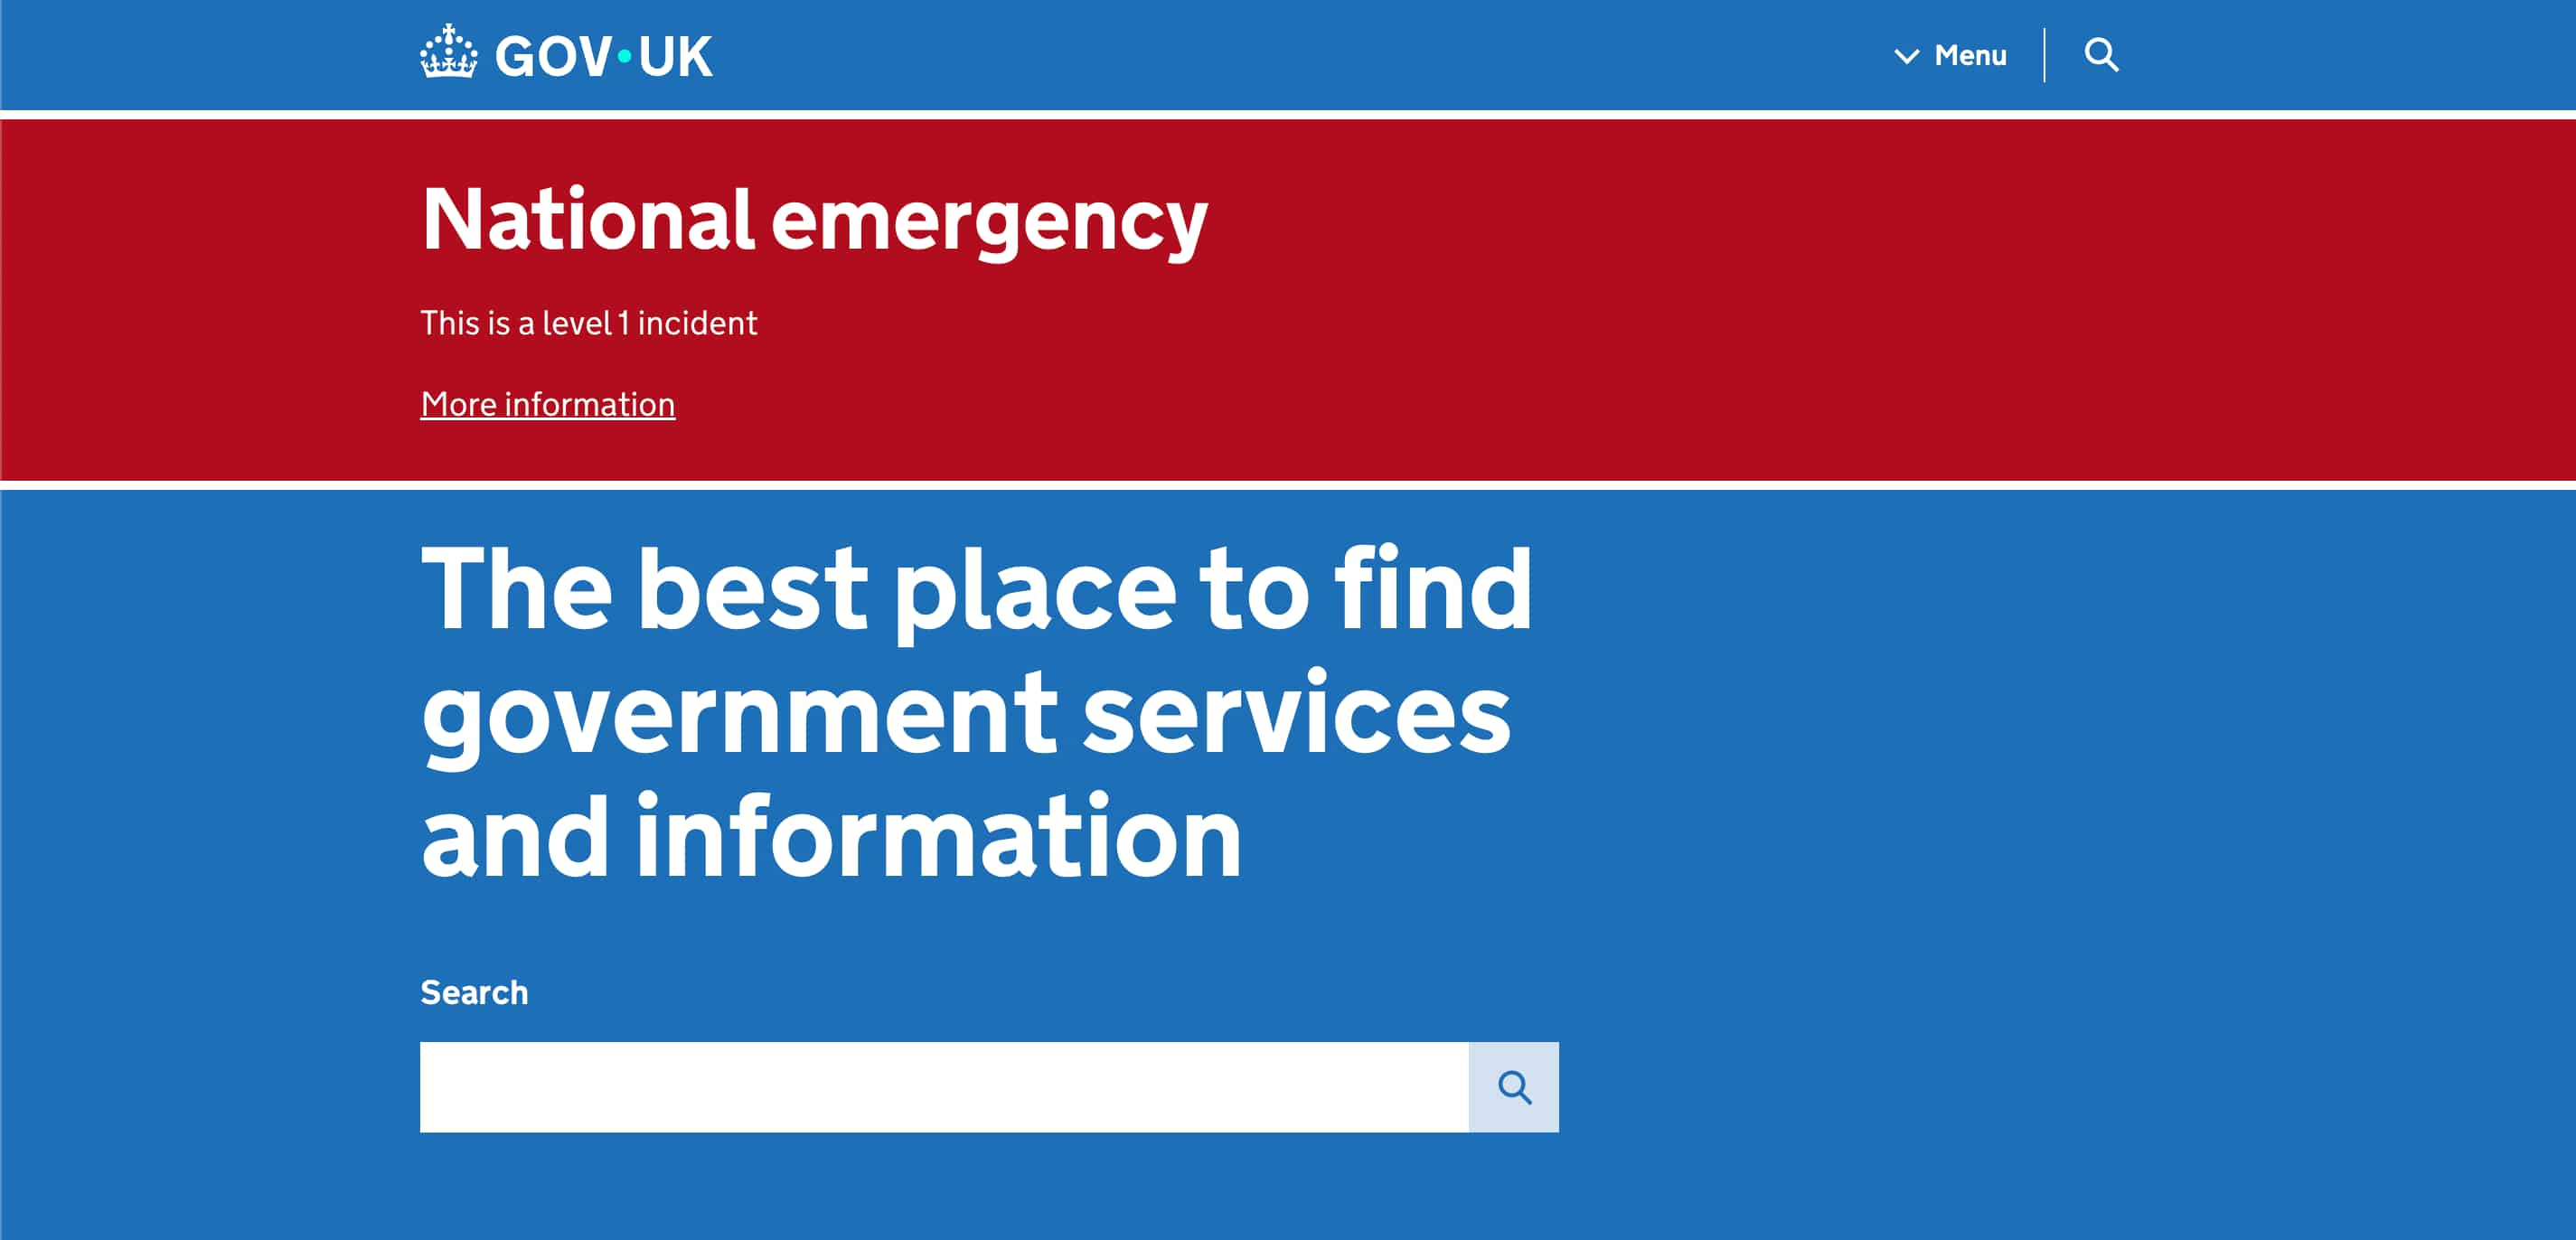 GOV.UK
Menu
National emergency
This is a level 1 incident
More information
The best place to find
government services
and information
Search